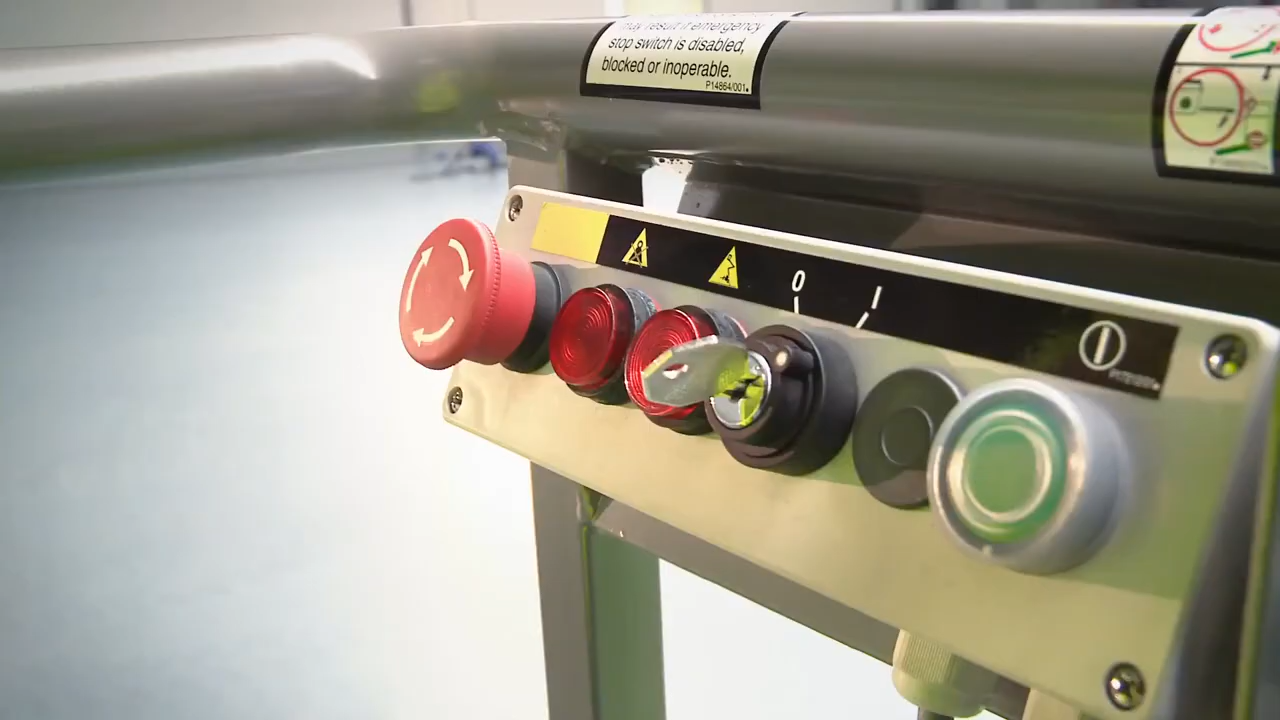 may result if emergency
stop switch is disabled,
blocked or inoperable.
P14864/001
0 I